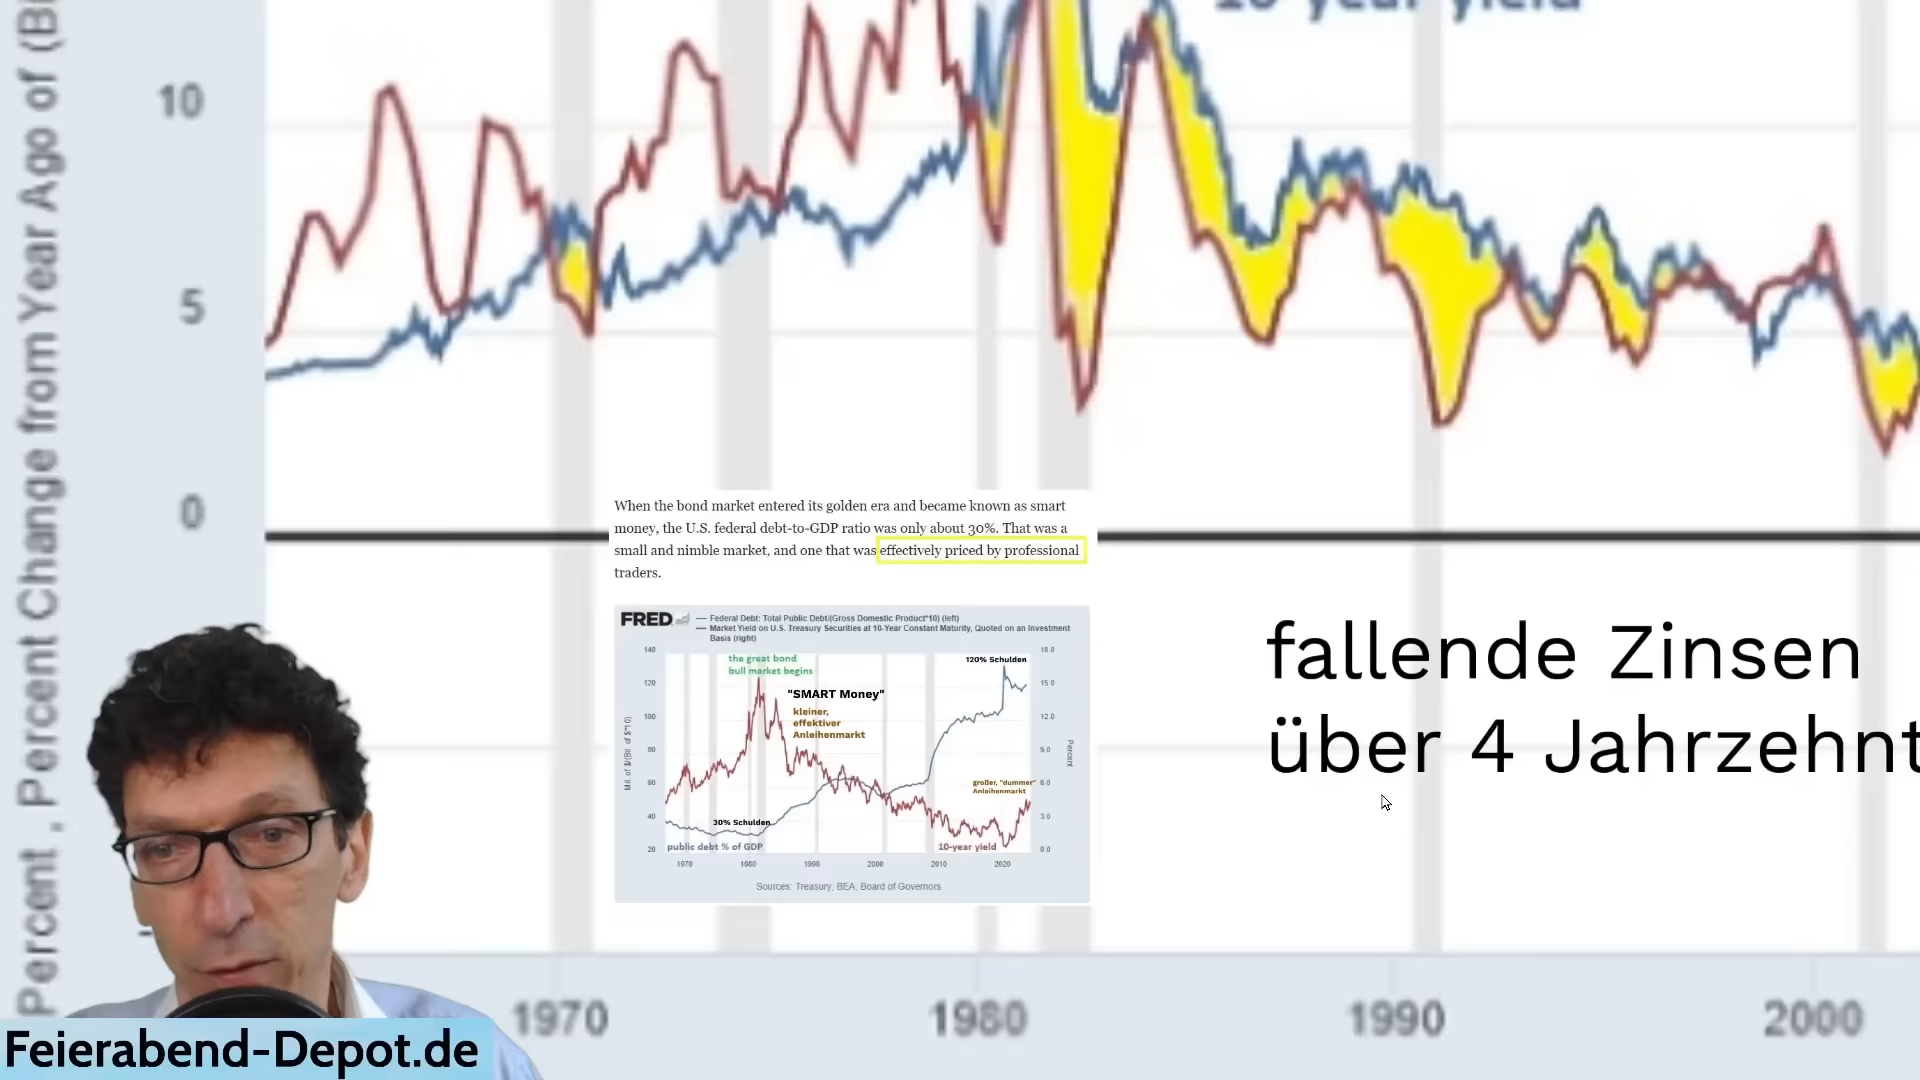 10-year yield
Percent , Percent Change from Year Ago of (B
10
5
0
1970
1980
1990
2000
When the bond market entered its golden era and became known as smart
money, the U.S. federal debt-to-GDP ratio was only about 30%. That was a
small and nimble market, and one that was effectively priced by professional
traders.
FRED
— Federal Debt: Total Public Debt/(Gross Domestic Product*10) (left)
— Market Yield on U.S. Treasury Securities at 10-Year Constant Maturity, Quoted on an Investment
Basis (right)
140
120
100
80
60
40
20
18.0
15.0
12.0
9.0
6.0
3.0
0.0
Percent
the great bond
bull market begins
"SMART Money"
kleiner,
effektiver
Anleihenmarkt
120% Schulden
großer, "dummer"
Anleihenmarkt
30% Schulden
public debt % of GDP
10-year yield
1970
1980
1990
2000
2010
2020
Sources: Treasury, BEA, Board of Governors
fallende Zinsen
über 4 Jahrzehnt
Feierabend-Depot.de